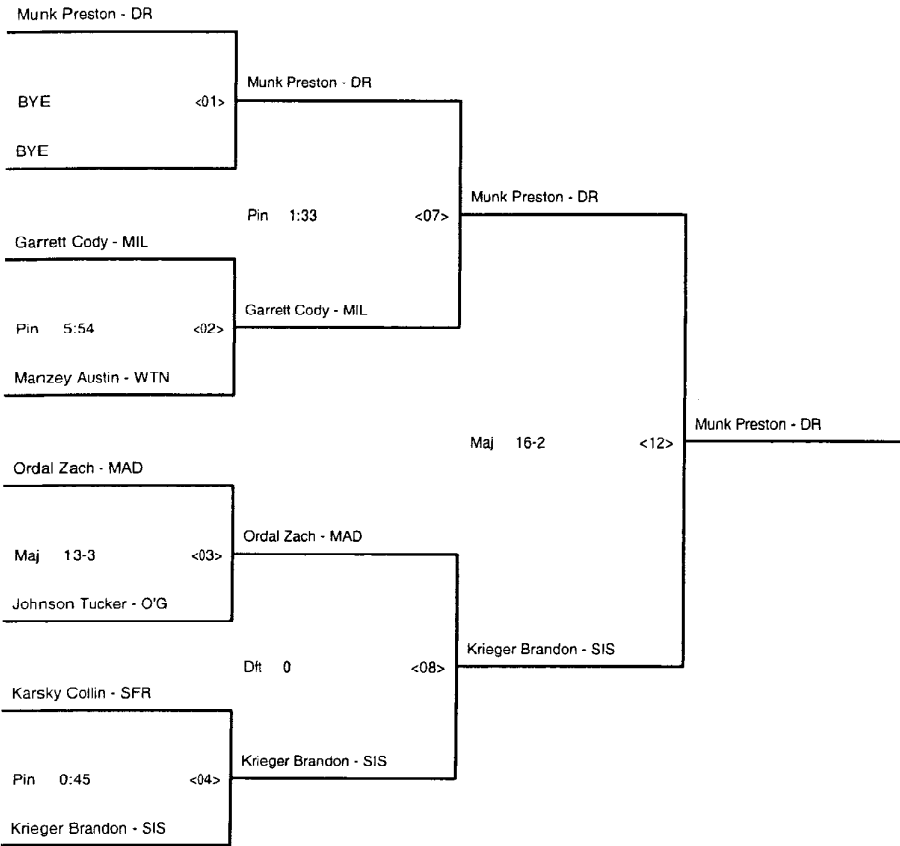 Munk Preston - DR
Munk Preston - DR
BYE <01>
BYE
Munk Preston - DR
Pin 1:33 <07>
Garrett Cody - MIL
Garrett Cody - MIL
Pin 5:54 <02>
Manzey Austin - WTN
Munk Preston - DR
Maj 16-2 <12>
Ordal Zach - MAD
Ordal Zach - MAD
Maj 13-3 <03>
Johnson Tucker - O'G
Krieger Brandon - SIS
Dft 0 <08>
Karsky Collin - SFR
Krieger Brandon - SIS
Pin 0:45 <04>
Krieger Brandon - SIS